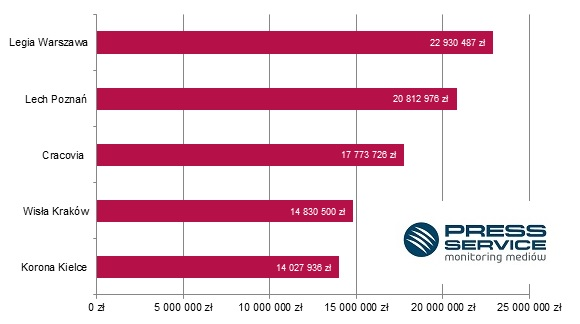 Legia Warszawa
22 930 487 zł
Lech Poznań
20 812 976 zł
Cracovia
17 773 726 zł
Wisła Kraków
14 830 500 zł
Korona Kielce
14 027 936 zł
PRESS
SERVICE
monitoring mediów
0 zł 5 000 000 zł 10 000 000 zł 15 000 000 zł 20 000 000 zł 25 000 000 zł